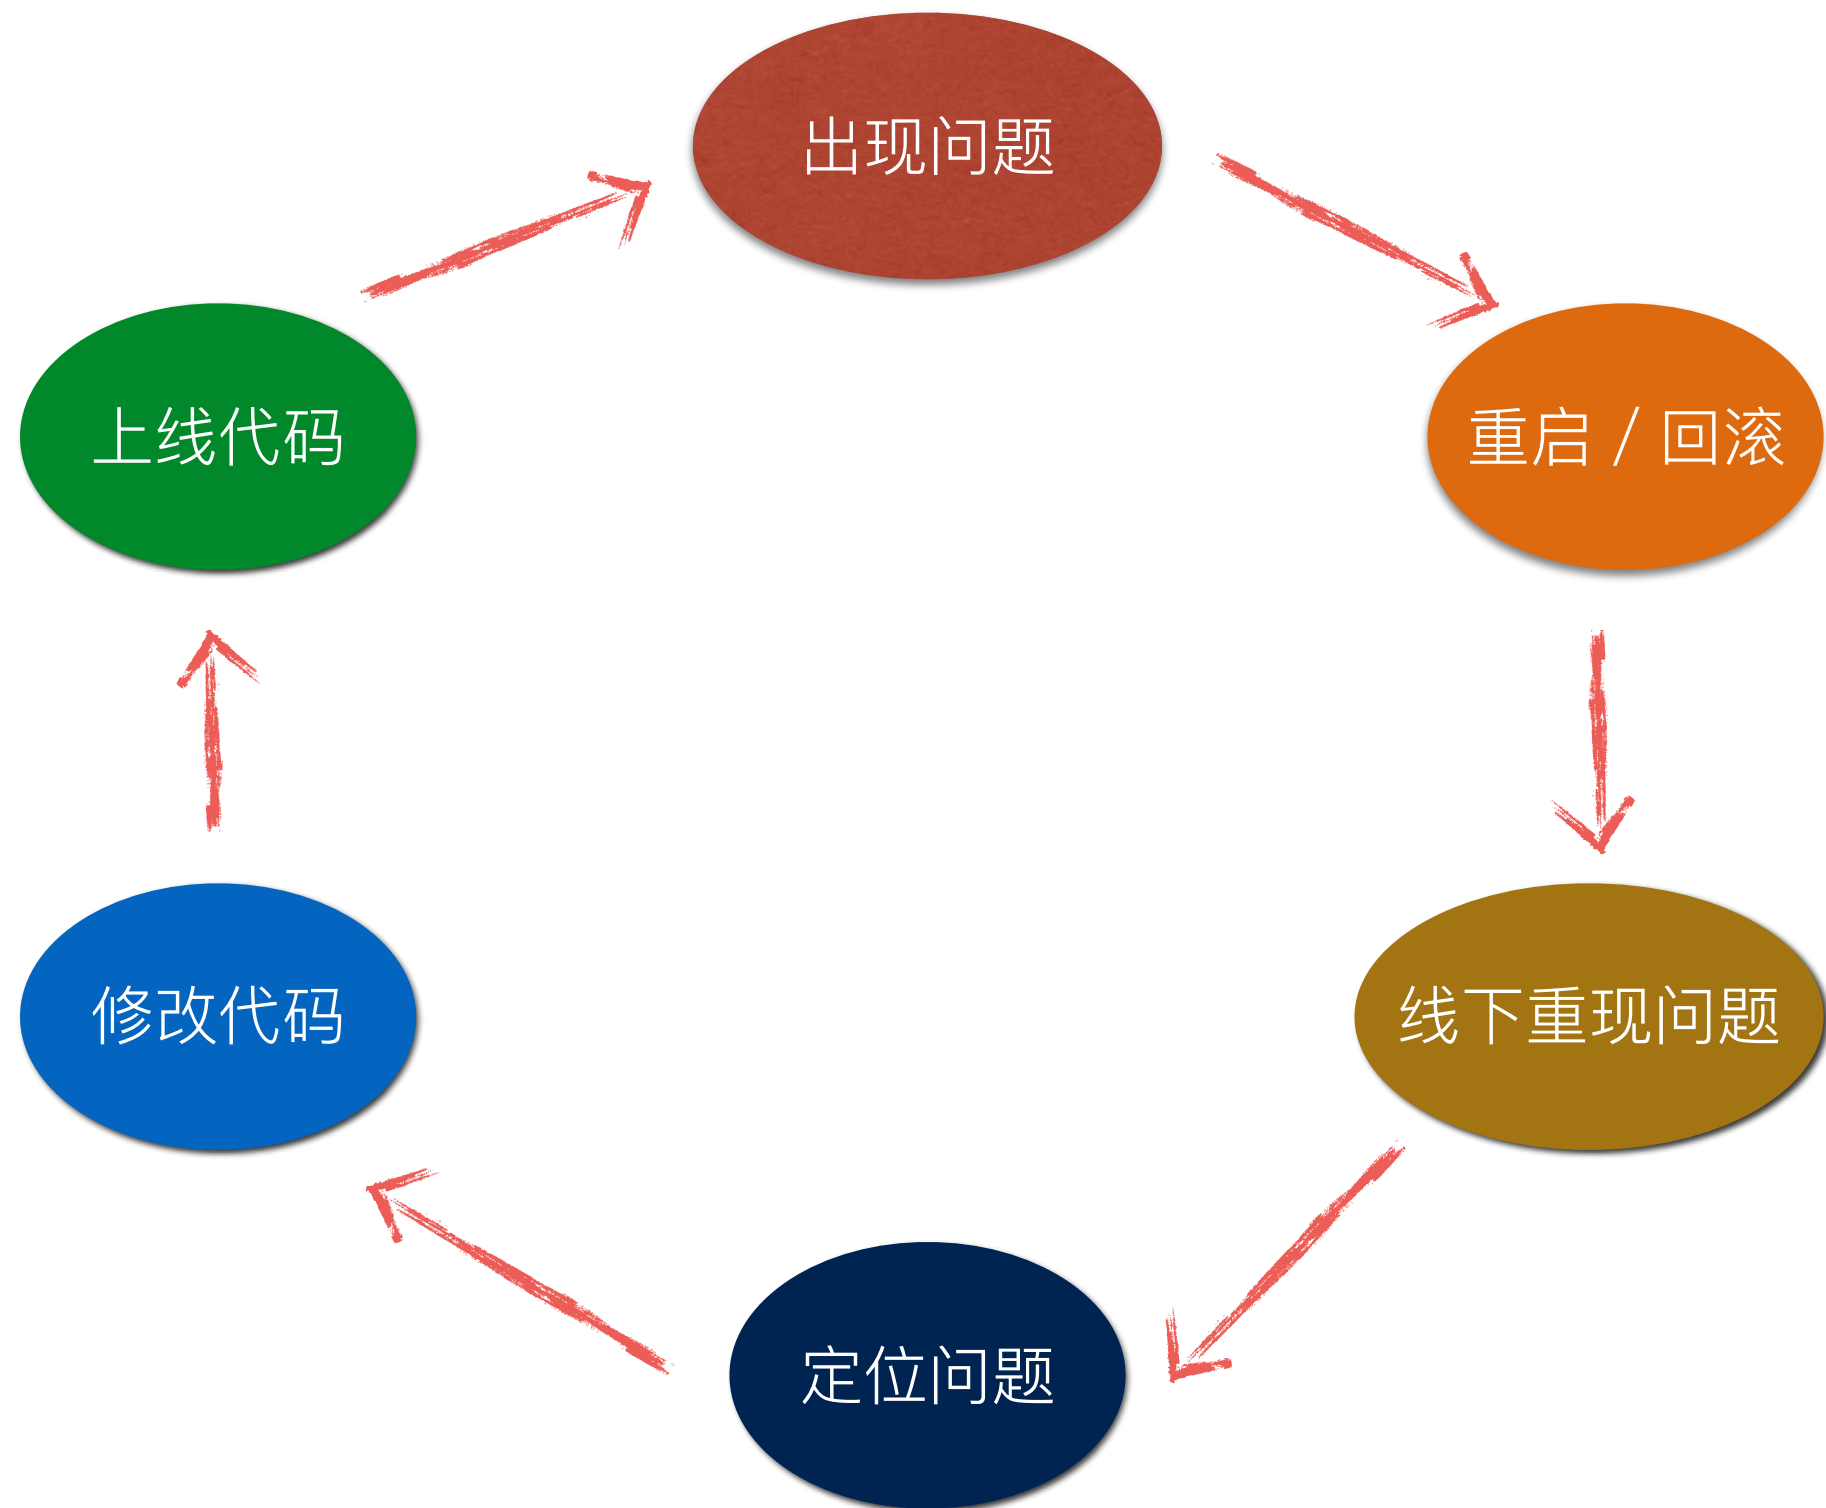 出现问题
重启 / 回滚
线下重现问题
定位问题
修改代码
上线代码